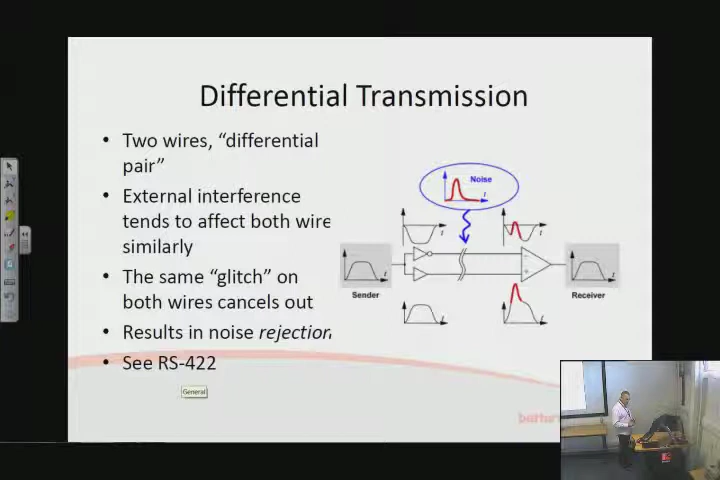 Differential Transmission
• Two wires, “differential
pair”
• External interference
tends to affect both wire
similarly
• The same “glitch” on
both wires cancels out
• Results in noise rejection
• See RS-422
General
Noise
t
t
t
t
t
Sender
t
t
Receiver
t